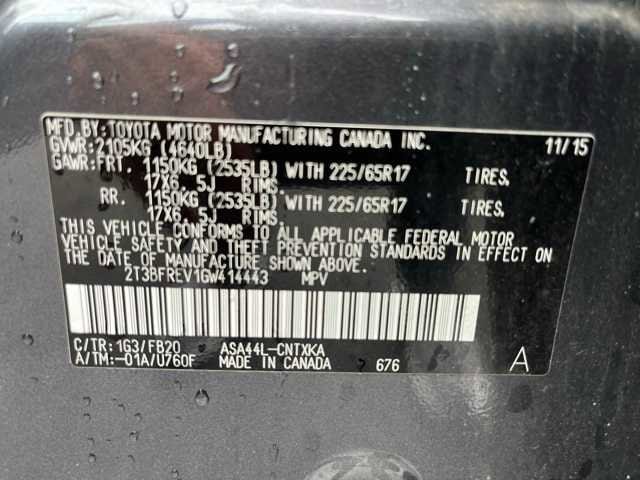 MFD.BY:TOYOTA MOTOR MANUFACTURING CANADA INC. 11/15
GVWR:2105KG (4640LB)
GAWR:FRT. 1150KG (2535LB) WITH 225/65R17 TIRES,
17X6.5J RIMS,
RR. 1150KG (2535LB) WITH 225/65R17 TIRES,
17X6.5J RIMS,
THIS VEHICLE CONFORMS TO ALL APPLICABLE FEDERAL MOTOR
VEHICLE SAFETY AND THEFT PREVENTION STANDARDS IN EFFECT ON
THE DATE OF MANUFACTURE SHOWN ABOVE.
2T3BFREV1GW414443 MPV
C/TR:1G3/FB20 ASA44L-CNTXKA
A/TM:-01A/U760F MADE IN CANADA 676 A